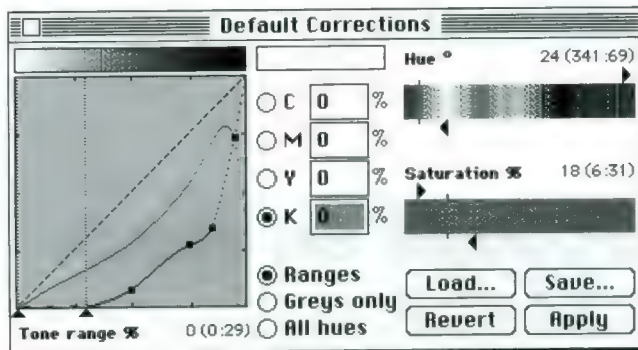 Default Corrections
Hue º 24 (341:69)
C 0 %
M 0 %
Y 0 %
K 0 %
Saturation % 18 (6:31)
Ranges
Greys only
All hues
Load... Save...
Revert Apply
Tone range % 0 (0:29)